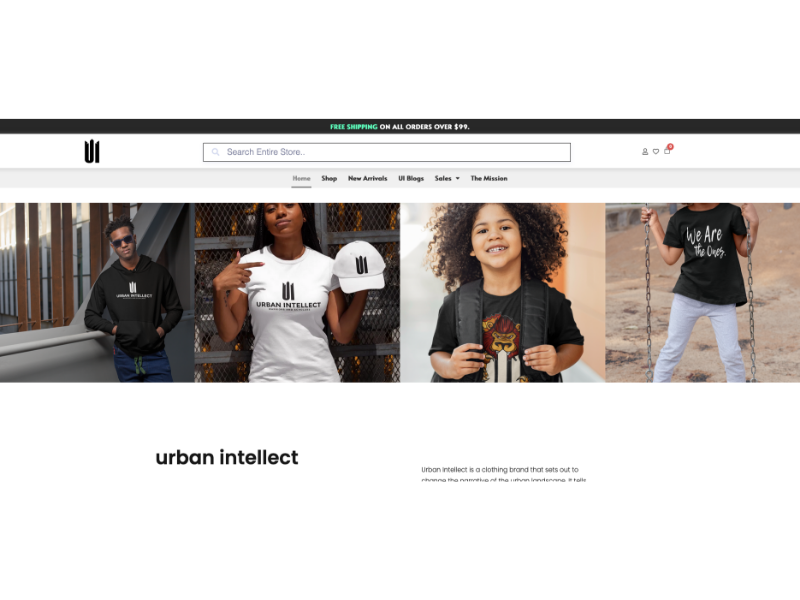 FREE SHIPPING ON ALL ORDERS OVER $99.
UI
Search Entire Store..
0
Home Shop New Arrivals UI Blogs Sales The Mission
URBAN INTELLECT
UI
URBAN INTELLECT
UI
We Are
the Ones.
urban intellect
Urban Intellect is a clothing brand that sets out to
change the narrative of the urban landscape. It tells